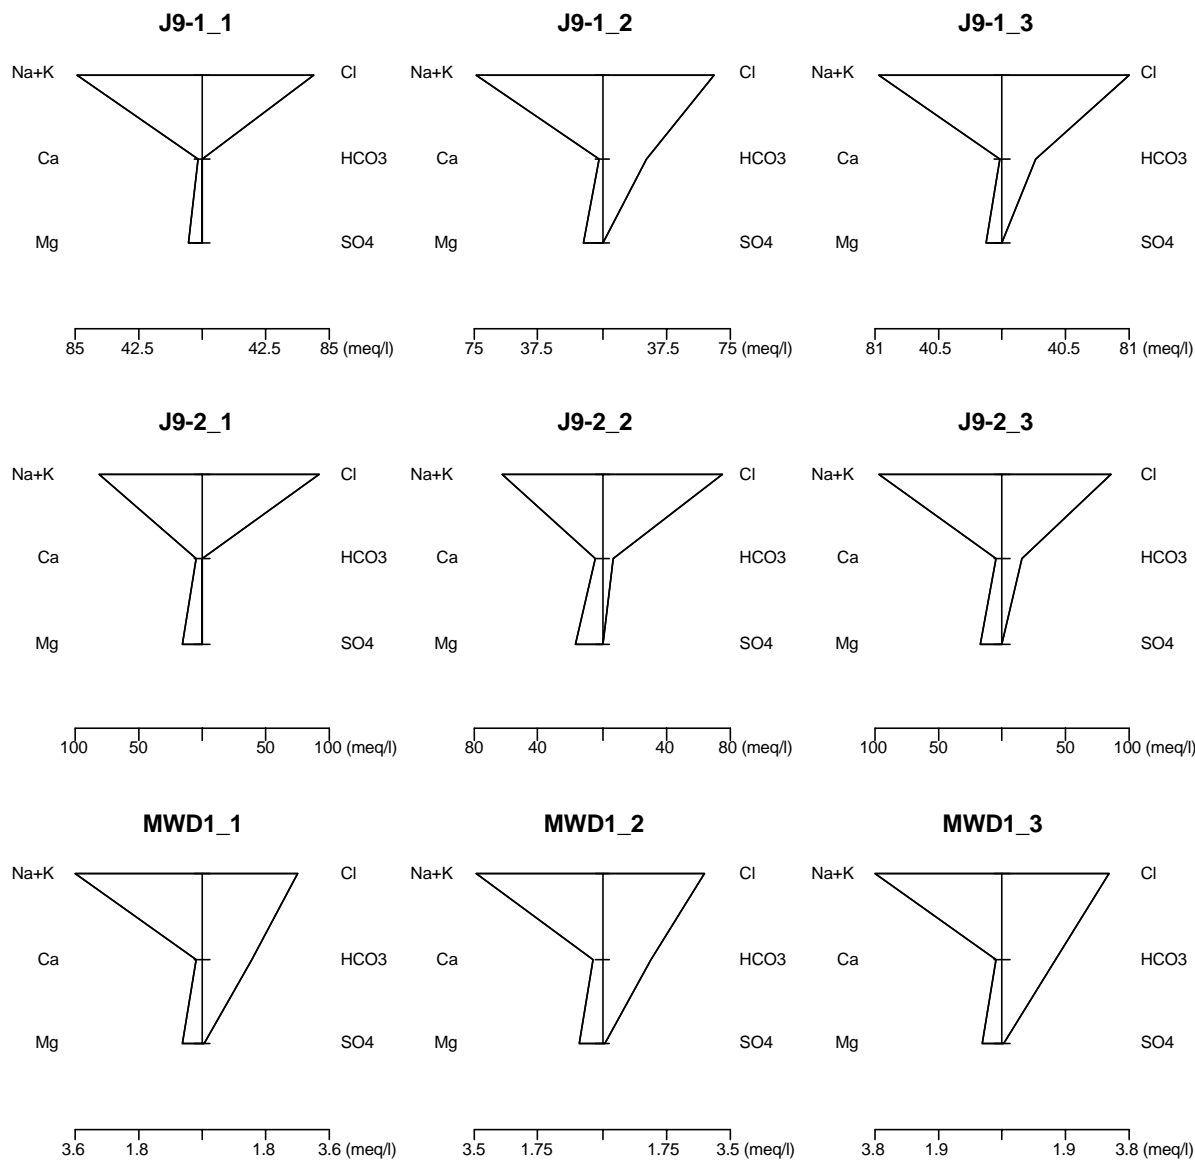 J9-1_1 J9-1_2 J9-1_3
Na+K Cl Na+K Cl Na+K Cl
Ca HCO3 Ca HCO3 Ca HCO3
Mg SO4 Mg SO4 Mg SO4
85 42.5 42.5 85 (meq/l) 75 37.5 37.5 75 (meq/l) 81 40.5 40.5 81 (meq/l)
J9-2_1 J9-2_2 J9-2_3
Na+K Cl Na+K Cl Na+K Cl
Ca HCO3 Ca HCO3 Ca HCO3
Mg SO4 Mg SO4 Mg SO4
100 50 50 100 (meq/l) 80 40 40 80 (meq/l) 100 50 50 100 (meq/l)
MWD1_1 MWD1_2 MWD1_3
Na+K Cl Na+K Cl Na+K Cl
Ca HCO3 Ca HCO3 Ca HCO3
Mg SO4 Mg SO4 Mg SO4
3.6 1.8 1.8 3.6 (meq/l) 3.5 1.75 1.75 3.5 (meq/l) 3.8 1.9 1.9 3.8 (meq/l)